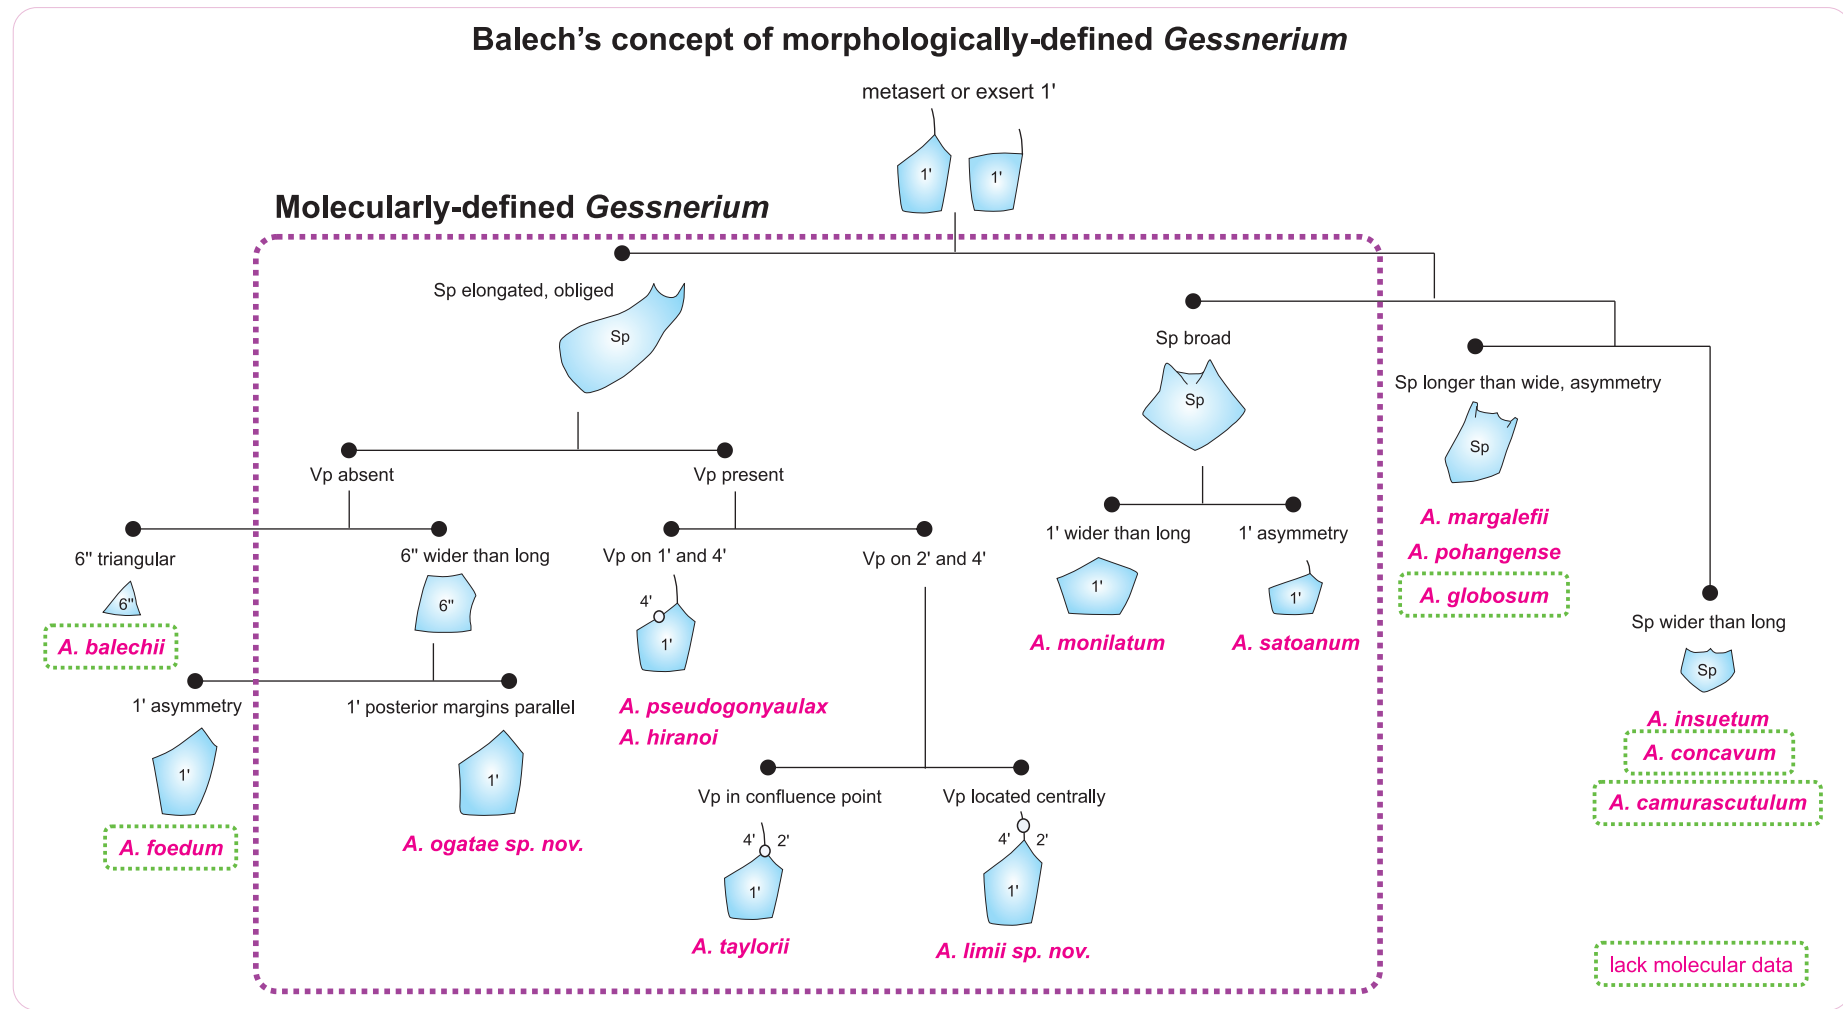 Balech's concept of morphologically-defined Gessnerium
metasert or exsert 1'
1'
1'
Molecularly-defined Gessnerium
Sp elongated, obliged
Sp
Sp broad
Sp
Sp longer than wide, asymmetry
Sp
A. margalefii
A. pohangense
A. globosum
Vp absent
Vp present
6" triangular
6"
A. balechii
6" wider than long
6"
Vp on 1' and 4'
4'
1'
A. pseudogonyaulax
A. hiranoi
Vp on 2' and 4'
1' wider than long
1'
A. monilatum
1' asymmetry
1'
A. satoanum
Sp wider than long
Sp
A. insuetum
A. concavum
A. camurascutulum
1' asymmetry
1'
A. foedum
1' posterior margins parallel
1'
A. ogatae sp. nov.
Vp in confluence point
4' 2'
1'
A. taylorii
Vp located centrally
4' 2'
1'
A. limii sp. nov.
lack molecular data